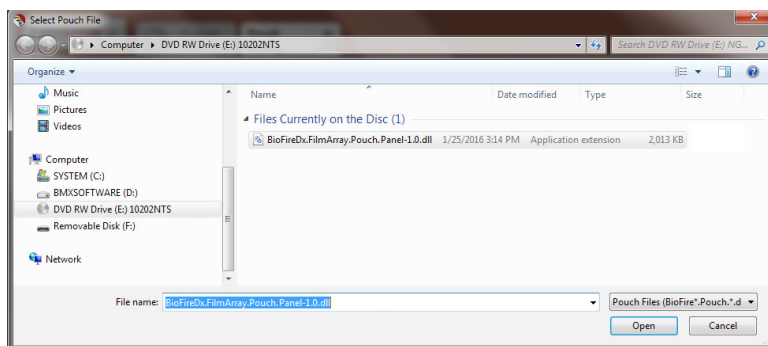 Select Pouch File
Computer ▸ DVD RW Drive (E:) 10202NTS
Search DVD RW Drive (E:) NG...
Organize
Music
Pictures
Videos
Computer
SYSTEM (C:)
BMXSOFTWARE (D:)
DVD RW Drive (E:) 10202NTS
Removable Disk (F:)
Network
Name Date modified Type Size
Files Currently on the Disc (1)
BioFireDx.FilmArray.Pouch.Panel-1.0.dll 1/25/2016 3:14 PM Application extension 2,013 KB
File name: BioFireDx.FilmArray.Pouch.Panel-1.0.dll
Pouch Files (BioFire*.Pouch.*.d
Open Cancel